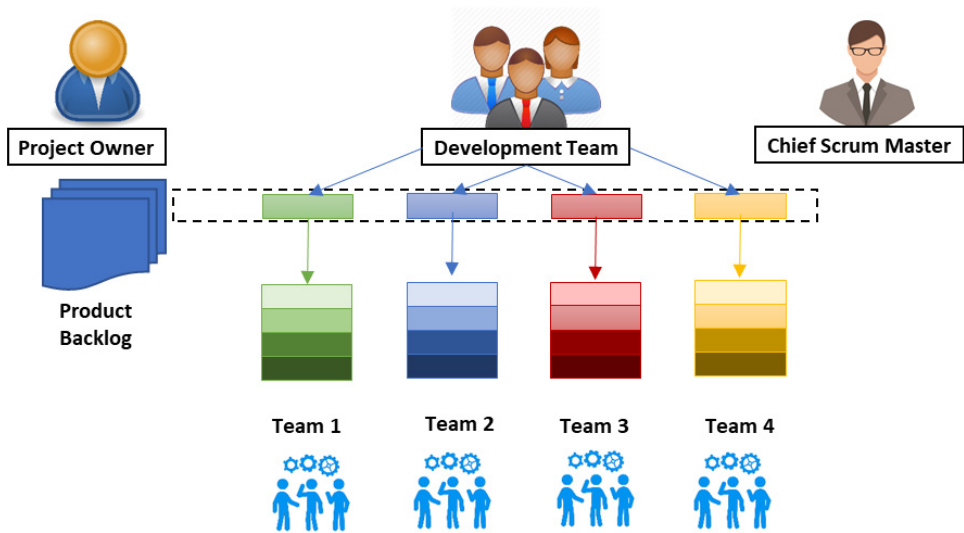 Project Owner
Development Team
Chief Scrum Master
Product
Backlog
Team 1
Team 2
Team 3
Team 4